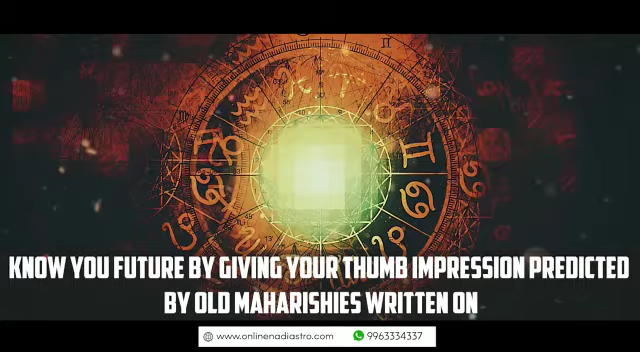 KNOW YOU FUTURE BY GIVING YOUR THUMB IMPRESSION PREDICTED
BY OLD MAHARISHIES WRITTEN ON
www.onlinenadiastro.com 9963334337